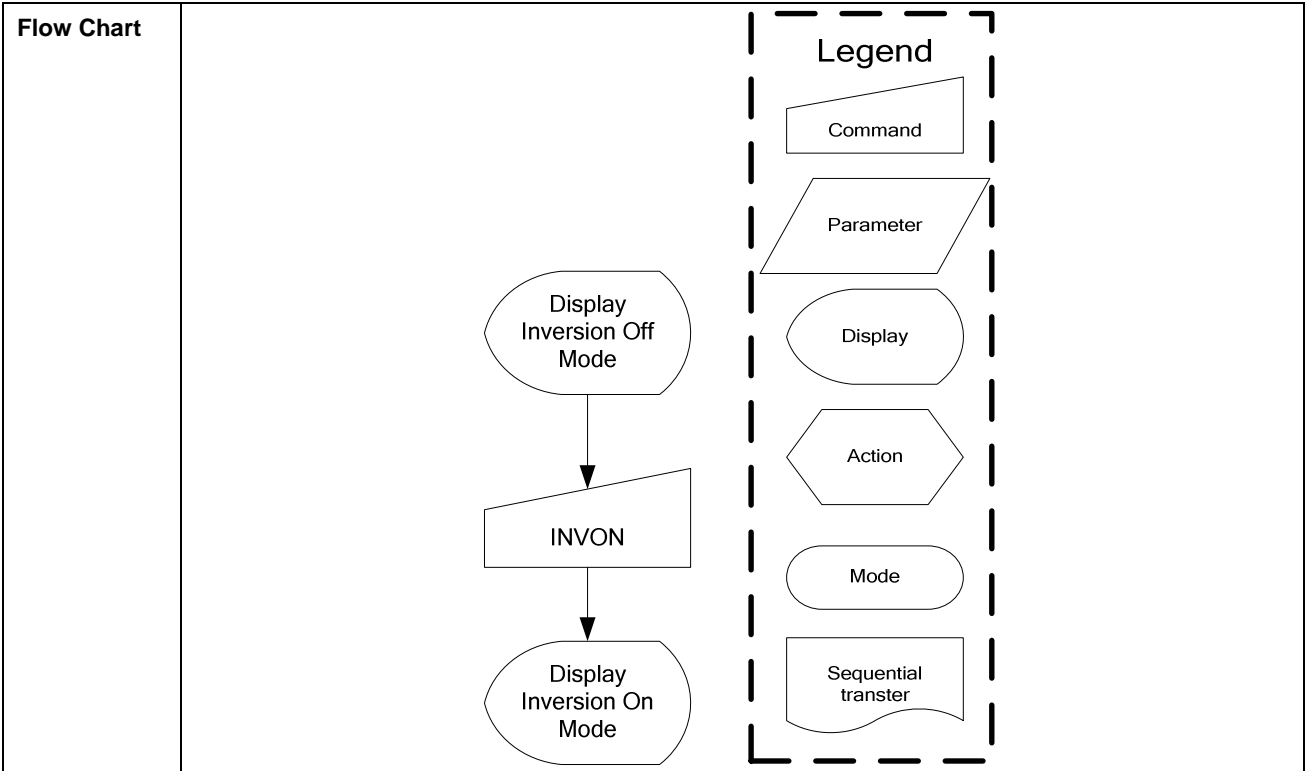 Flow Chart
Display
Inversion Off
Mode
INVON
Display
Inversion On
Mode
Legend
Command
Parameter
Display
Action
Mode
Sequential
transter